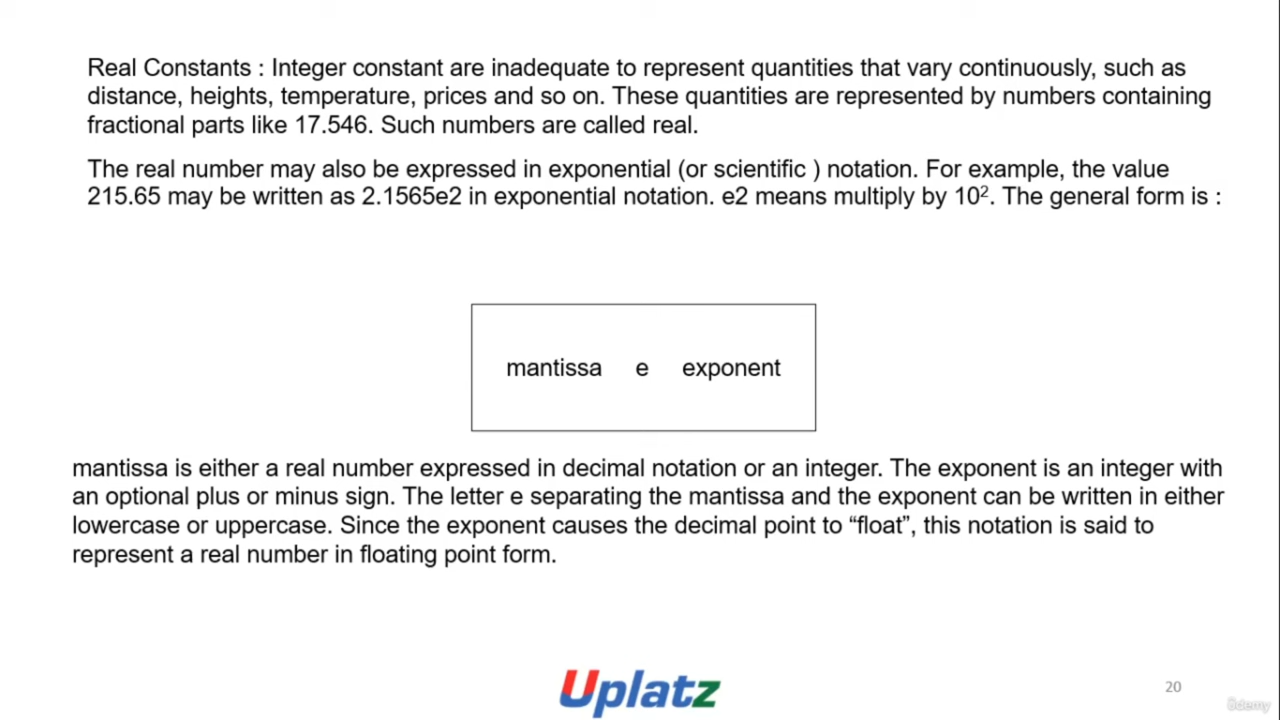 Real Constants : Integer constant are inadequate to represent quantities that vary continuously, such as
distance, heights, temperature, prices and so on. These quantities are represented by numbers containing
fractional parts like 17.546. Such numbers are called real.
The real number may also be expressed in exponential (or scientific ) notation. For example, the value
215.65 may be written as 2.1565e2 in exponential notation. e2 means multiply by 10². The general form is :
mantissa e exponent
mantissa is either a real number expressed in decimal notation or an integer. The exponent is an integer with
an optional plus or minus sign. The letter e separating the mantissa and the exponent can be written in either
lowercase or uppercase. Since the exponent causes the decimal point to “float”, this notation is said to
represent a real number in floating point form.
Uplatz
20
ûdemy